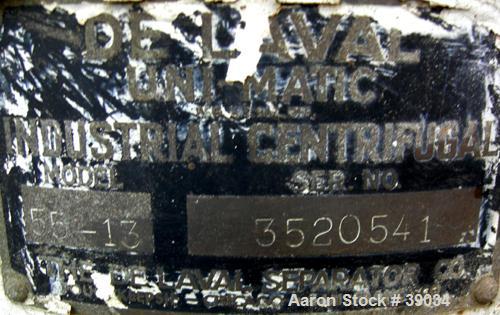 DE LAVAL
UNI-MATIC
INDUSTRIAL CENTRIFUGAL
MODEL SER. NO.
55-13 3520541
THE DE LAVAL SEPARATOR CO.
Aaron Stock # 39084